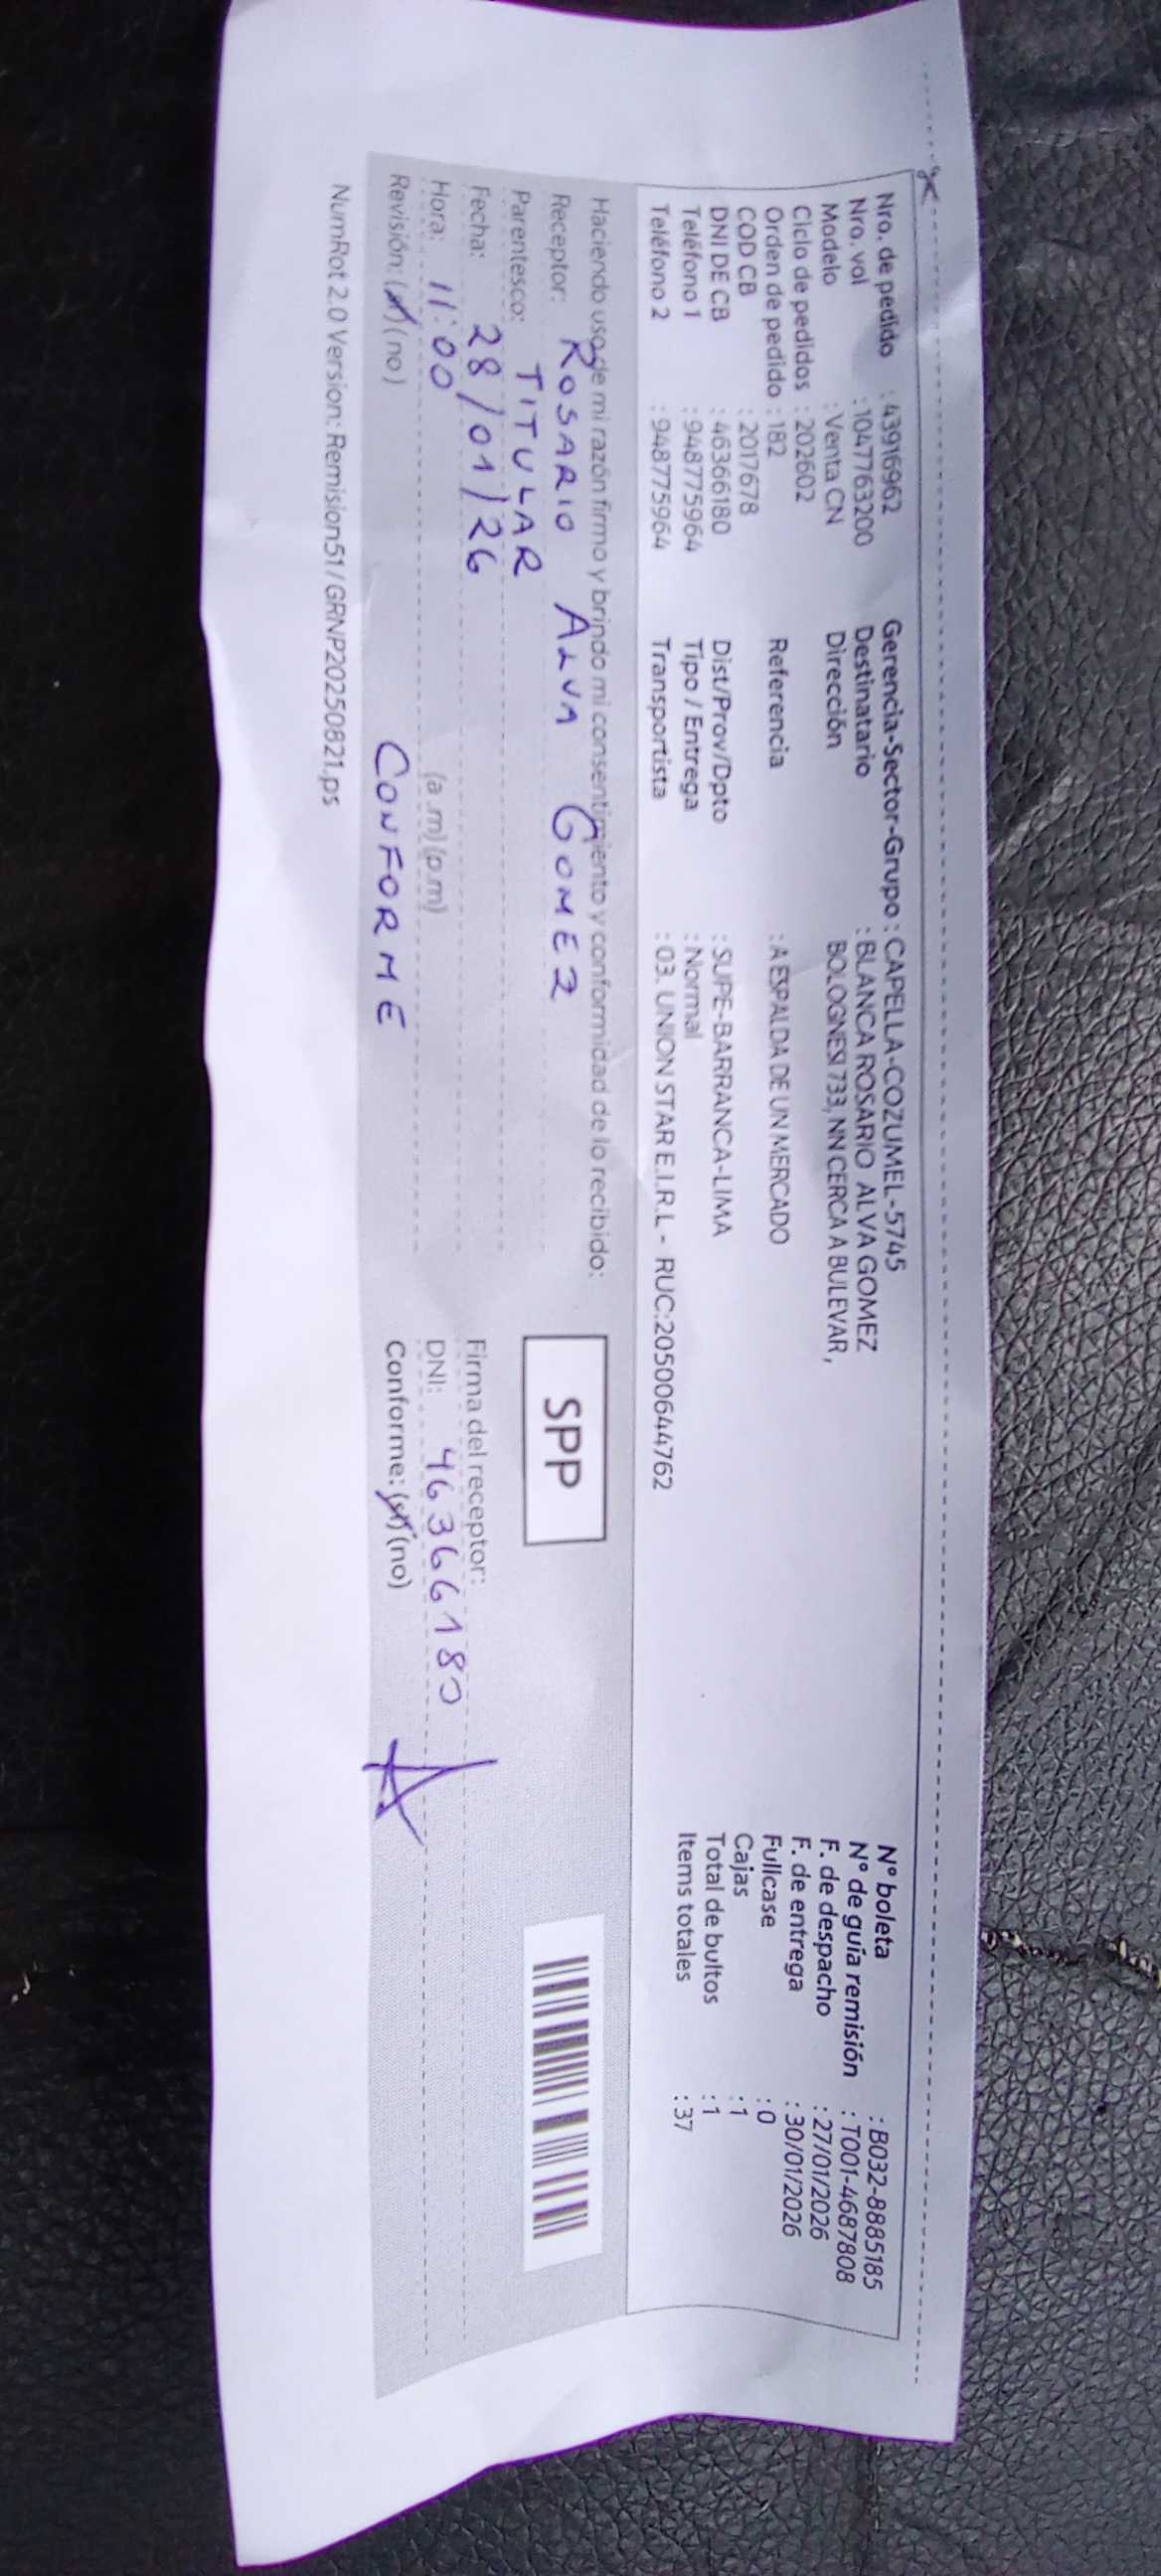 Nro. de pedido : 439169962
Nro. vol : 1047763200
Modelo : Venta CN
Ciclo de pedidos : 202602
Orden de pedido : 182
COD CB : 2017678
DNI DE CB : 46366180
Teléfono 1 : 948775964
Teléfono 2 : 948775964
Gerencia-Sector-Grupo : CAPELLA-COZUMEL-5745
Destinatario : BLANCA ROSARIO ALVA GOMEZ
Dirección BOLOGNESI 733, NN CERCA A BULEVAR ,
Referencia : A ESPALDA DE UN MERCADO
Dist/Prov/Dpto : SUPE-BARRANCA-LIMA
Tipo / Entrega : Normal
Transportista : 03. UNION STAR E.I.R.L - RUC:20500644762
N° boleta : B032-8885185
N° de guía remisión : T001-4687808
F. de despacho : 27/01/2026
F. de entrega : 30/01/2026
Fullcase : 0
Cajas : 1
Total de bultos : 1
Items totales : 37
Haciendo uso de mi razón firmo y brindo mi consentimiento y conformidad de lo recibido:
Receptor: ROSARIO ALVA GOMEZ
Parentesco: TITULAR
Fecha: 28/01/26
Hora: 11:00 (a.m) (p.m)
Revisión: (si) (no) CONFORME
SPP
Firma del receptor:
DNI: 46366180
Conforme: (si) (no)
NumRot 2.0 Version: Remision51 / GRNP20250821.ps